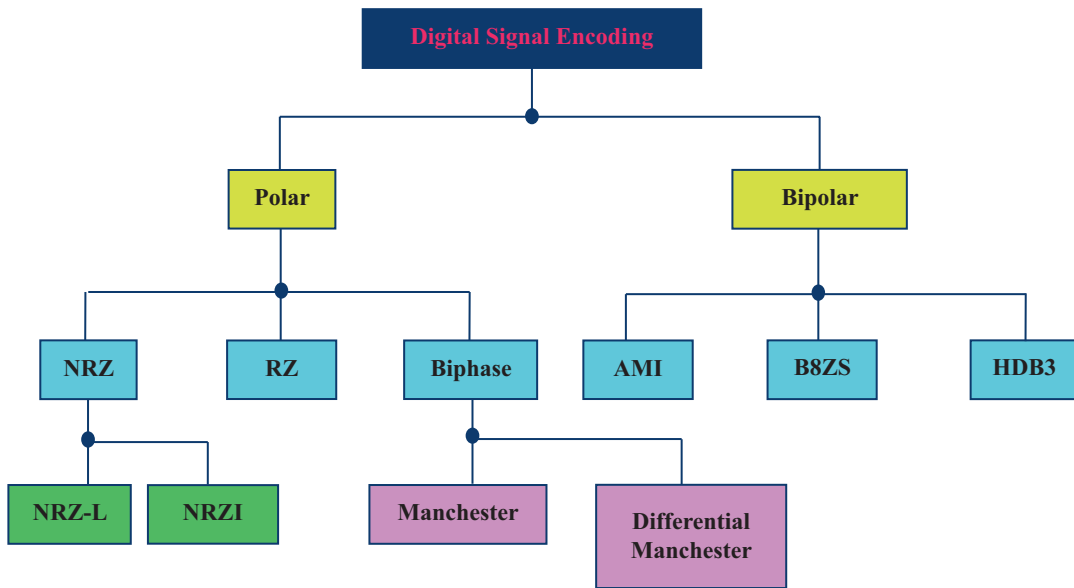 Digital Signal Encoding
Polar
Bipolar
NRZ
RZ
Biphase
AMI
B8ZS
HDB3
NRZ-L
NRZI
Manchester
Differential
Manchester